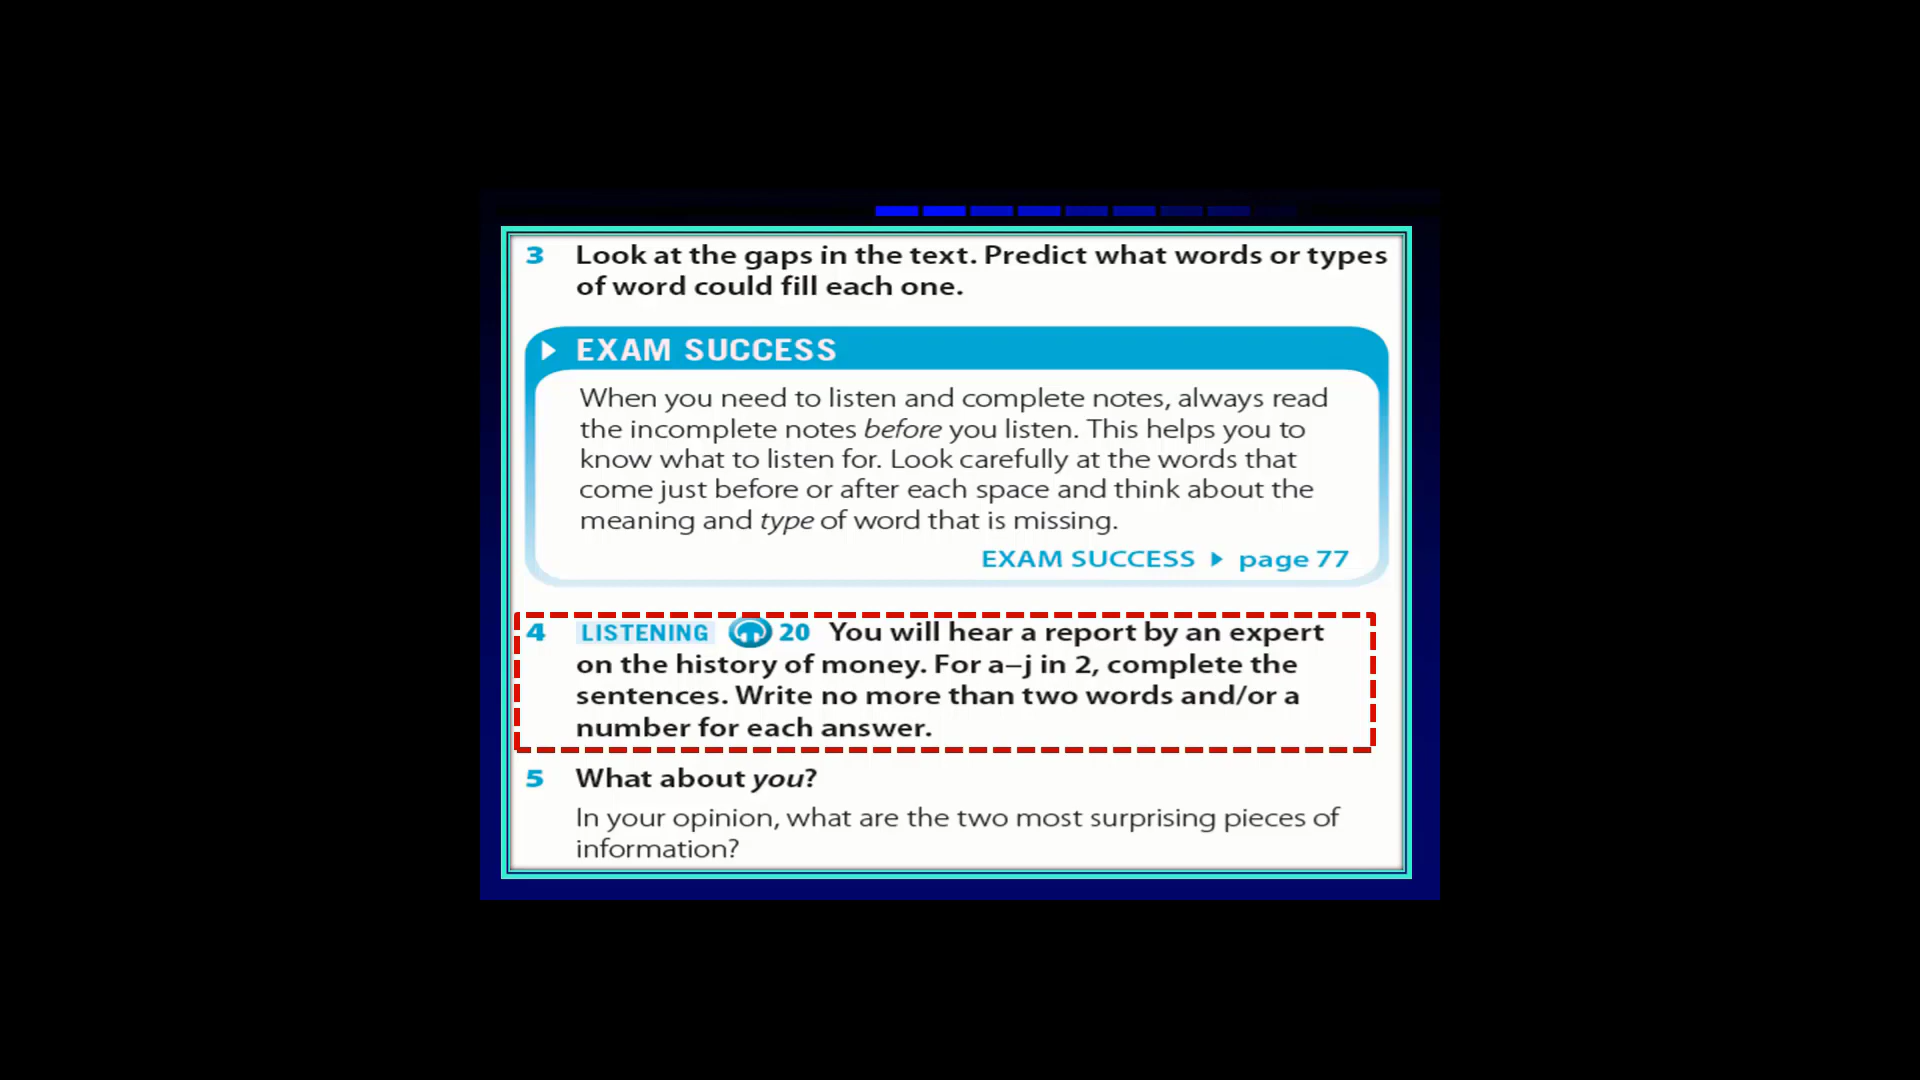 3 Look at the gaps in the text. Predict what words or types
of word could fill each one.
EXAM SUCCESS
When you need to listen and complete notes, always read
the incomplete notes before you listen. This helps you to
know what to listen for. Look carefully at the words that
come just before or after each space and think about the
meaning and type of word that is missing.
EXAM SUCCESS page 77
4 LISTENING 20 You will hear a report by an expert
on the history of money. For a–j in 2, complete the
sentences. Write no more than two words and/or a
number for each answer.
5 What about you?
In your opinion, what are the two most surprising pieces of
information?